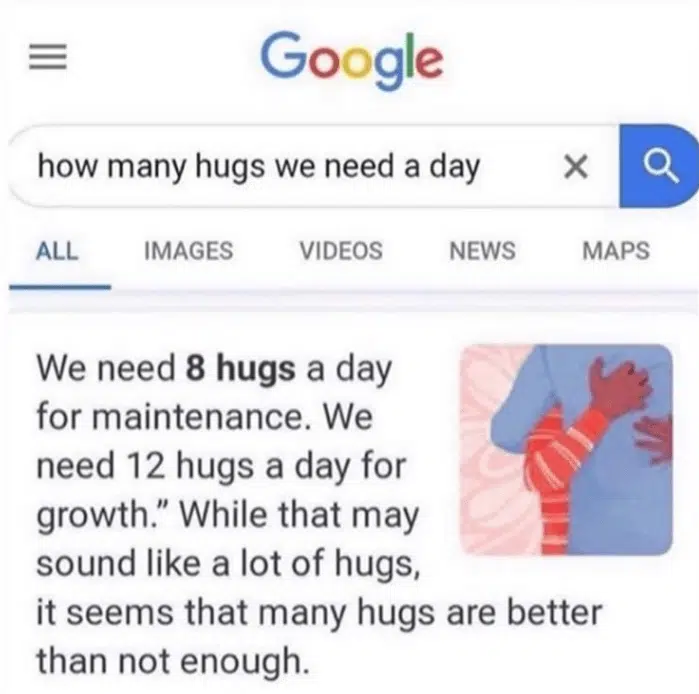 Google
how many hugs we need a day
ALL IMAGES VIDEOS NEWS MAPS
We need 8 hugs a day
for maintenance. We
need 12 hugs a day for
growth.” While that may
sound like a lot of hugs,
it seems that many hugs are better
than not enough.